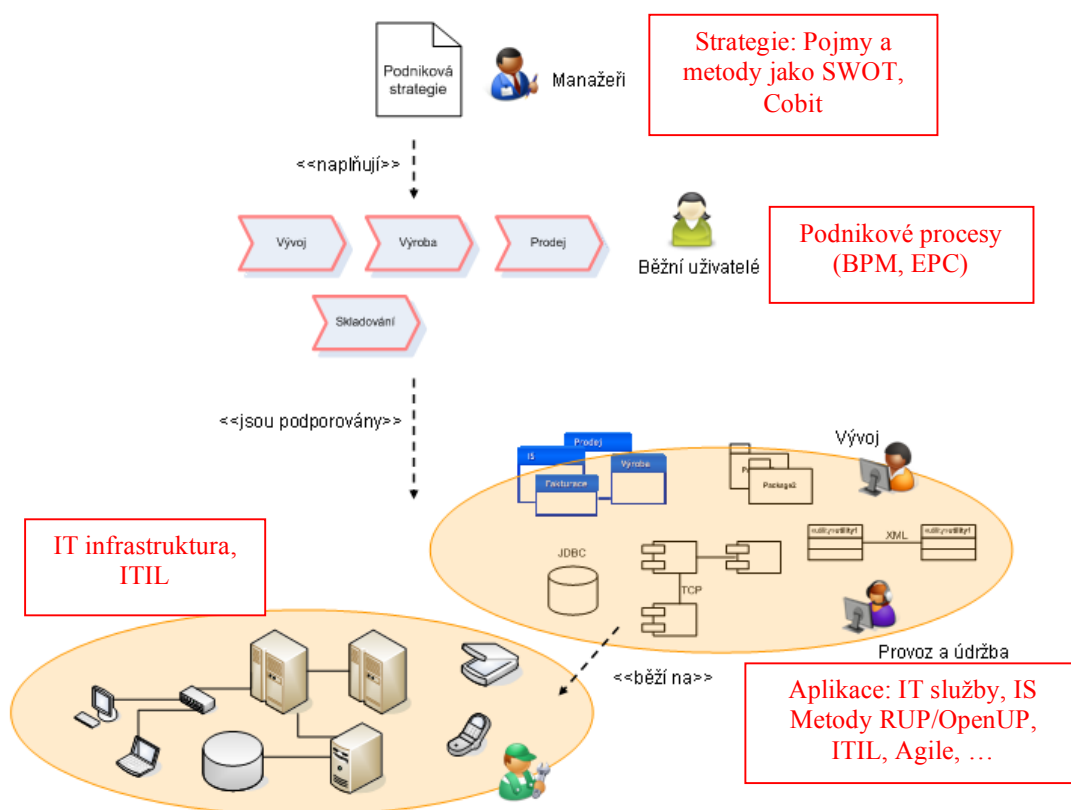 Podniková
strategie
Manažeři
Strategie: Pojmy a
metody jako SWOT,
Cobit
<<naplňují>>
Vývoj
Výroba
Prodej
Běžní uživatelé
Podnikové procesy
(BPM, EPC)
Skladování
<<jsou podporovány>>
Vývoj
Prodej
IS
Výroba
Fakturace
Package2
IT infrastruktura,
ITIL
JDBC
XML
TCP
Provoz a údržba
<<běží na>>
Aplikace: IT služby, IS
Metody RUP/OpenUP,
ITIL, Agile, …